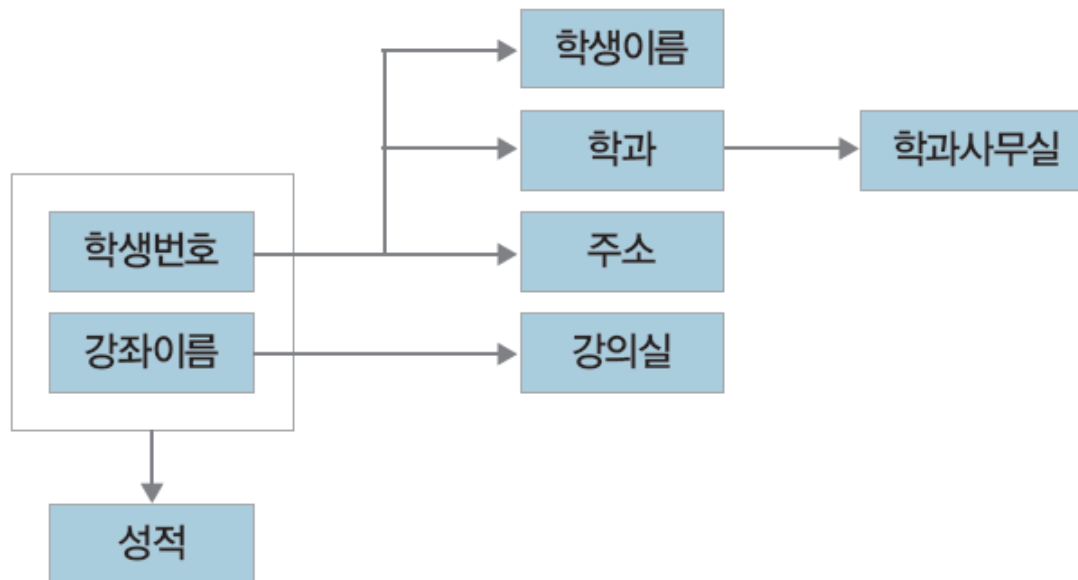 학생이름
학과
학과사무실
학생번호
주소
강좌이름
강의실
성적